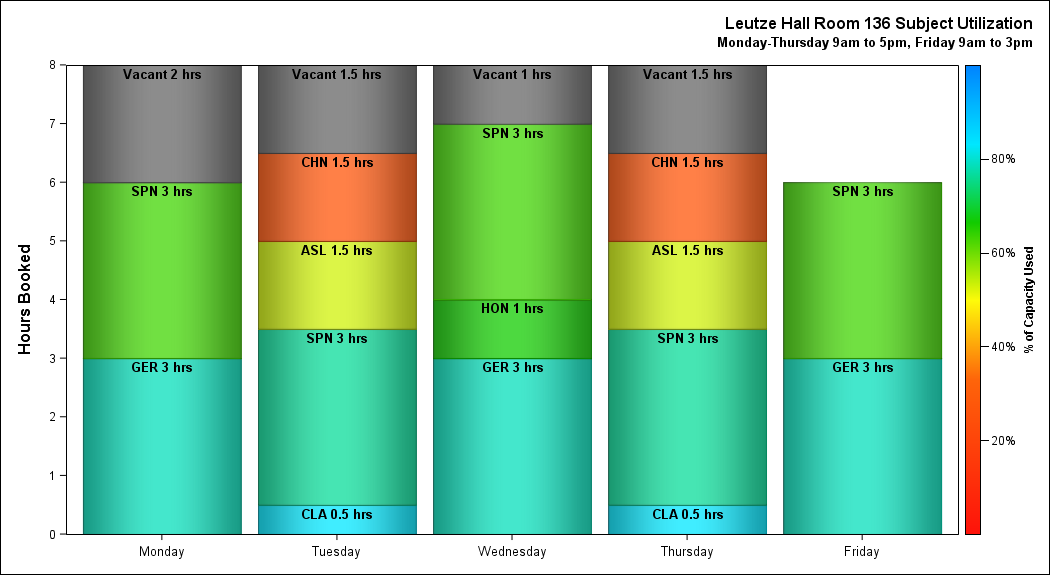 Leutze Hall Room 136 Subject Utilization
Monday-Thursday 9am to 5pm, Friday 9am to 3pm
Hours Booked
8
7
6
5
4
3
2
1
0
Vacant 2 hrs
SPN 3 hrs
GER 3 hrs
Vacant 1.5 hrs
CHN 1.5 hrs
ASL 1.5 hrs
SPN 3 hrs
CLA 0.5 hrs
Vacant 1 hrs
SPN 3 hrs
HON 1 hrs
GER 3 hrs
Vacant 1.5 hrs
CHN 1.5 hrs
ASL 1.5 hrs
SPN 3 hrs
CLA 0.5 hrs
SPN 3 hrs
GER 3 hrs
Monday
Tuesday
Wednesday
Thursday
Friday
80%
60%
40%
20%
% of Capacity Used